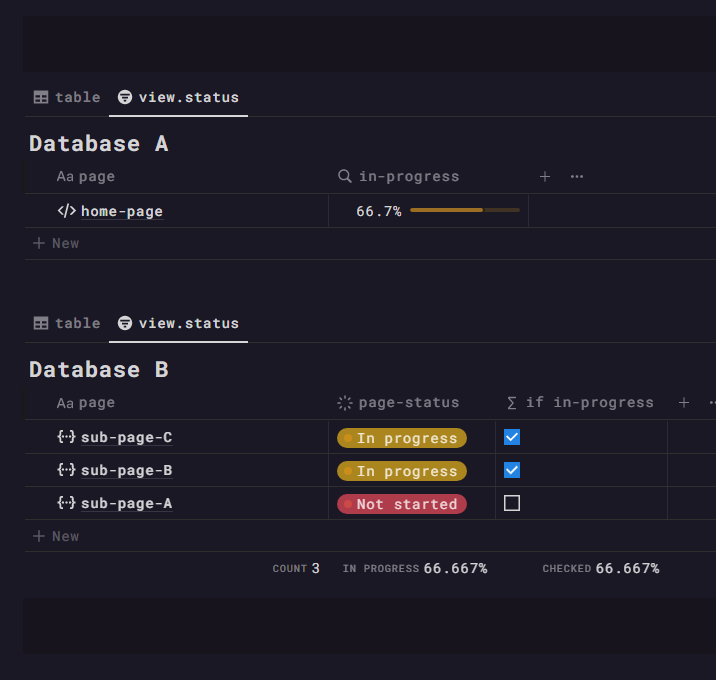 table view.status
Database A
Aa page in-progress + ...
</> home-page 66.7%
+ New
table view.status
Database B
Aa page page-status Σ if in-progress +
{··} sub-page-C In progress
{··} sub-page-B In progress
{··} sub-page-A Not started
+ New
COUNT 3 IN PROGRESS 66.667% CHECKED 66.667%